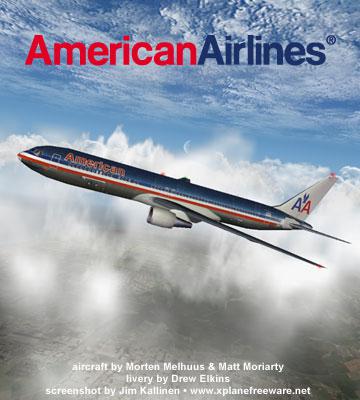 AmericanAirlines®
American
AA
aircraft by Morten Melhuus & Matt Moriarty
livery by Drew Elkins
screenshot by Jim Kallinen • www.xplanefreeware.net